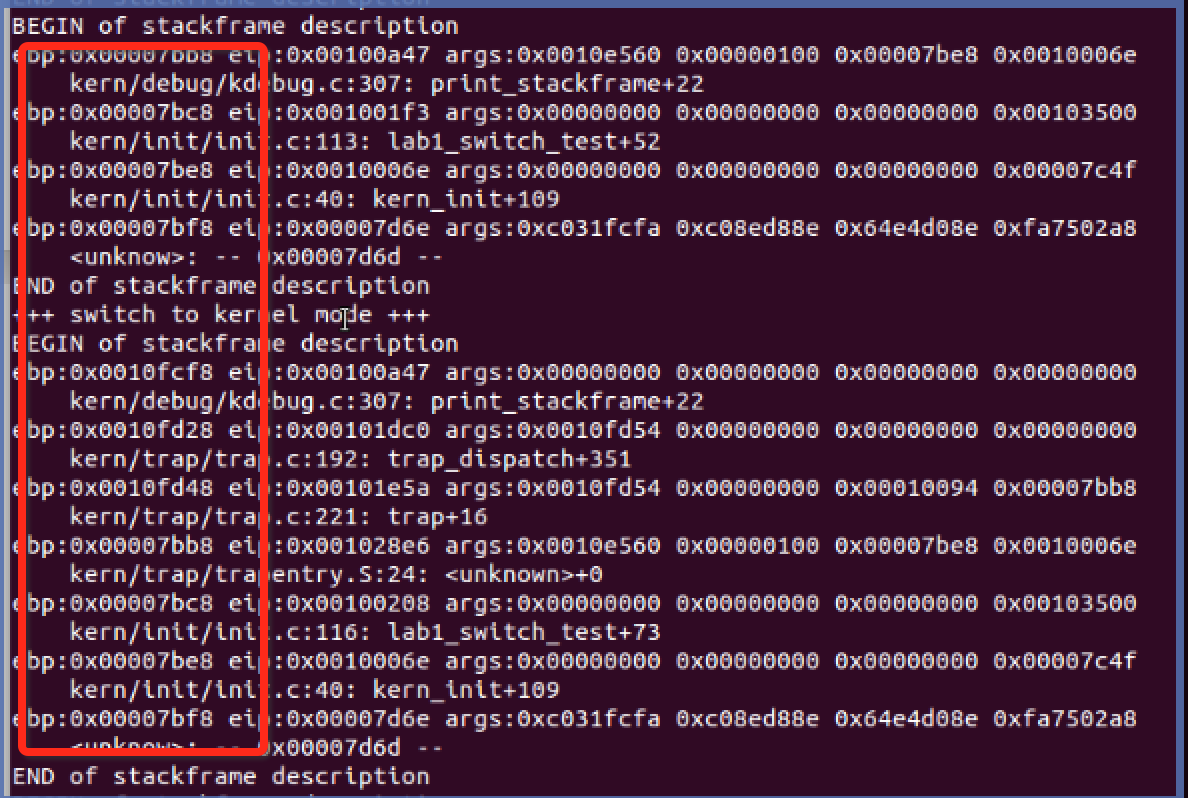 BEGIN of stackframe description
ebp:0x00007bb8 eip:0x00100a47 args:0x0010e560 0x00000100 0x00007be8 0x0010006e
kern/debug/kdebug.c:307: print_stackframe+22
ebp:0x00007bc8 eip:0x001001f3 args:0x00000000 0x00000000 0x00000000 0x00103500
kern/init/init.c:113: lab1_switch_test+52
ebp:0x00007be8 eip:0x0010006e args:0x00000000 0x00000000 0x00000000 0x00007c4f
kern/init/init.c:40: kern_init+109
ebp:0x00007bf8 eip:0x00007d6e args:0xc031fcfa 0xc08ed88e 0x64e4d08e 0xfa7502a8
<unknow>: -- 0x00007d6d --
END of stackframe description
+++ switch to kernel mode +++
BEGIN of stackframe description
ebp:0x0010fcf8 eip:0x00100a47 args:0x00000000 0x00000000 0x00000000 0x00000000
kern/debug/kdebug.c:307: print_stackframe+22
ebp:0x0010fd28 eip:0x00101dc0 args:0x0010fd54 0x00000000 0x00000000 0x00000000
kern/trap/trap.c:192: trap_dispatch+351
ebp:0x0010fd48 eip:0x00101e5a args:0x0010fd54 0x00000000 0x00010094 0x00007bb8
kern/trap/trap.c:221: trap+16
ebp:0x00007bb8 eip:0x001028e6 args:0x0010e560 0x00000100 0x00007be8 0x0010006e
kern/trap/trapentry.S:24: <unknown>+0
ebp:0x00007bc8 eip:0x00100208 args:0x00000000 0x00000000 0x00000000 0x00103500
kern/init/init.c:116: lab1_switch_test+73
ebp:0x00007be8 eip:0x0010006e args:0x00000000 0x00000000 0x00000000 0x00007c4f
kern/init/init.c:40: kern_init+109
ebp:0x00007bf8 eip:0x00007d6e args:0xc031fcfa 0xc08ed88e 0x64e4d08e 0xfa7502a8
<unknow>: -- 0x00007d6d --
END of stackframe description